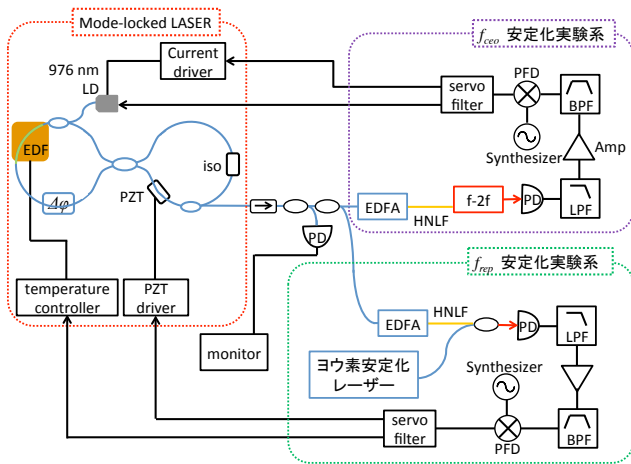 Mode-locked LASER
976 nm
LD
Current
driver
EDF
Δφ
PZT
iso
temperature
controller
PZT
driver
monitor
PD
fceo 安定化実験系
servo
filter
PFD
Synthesizer
BPF
Amp
LPF
EDFA
HNLF
f-2f
PD
frep 安定化実験系
EDFA
HNLF
PD
LPF
ヨウ素安定化
レーザー
Synthesizer
servo
filter
PFD
BPF